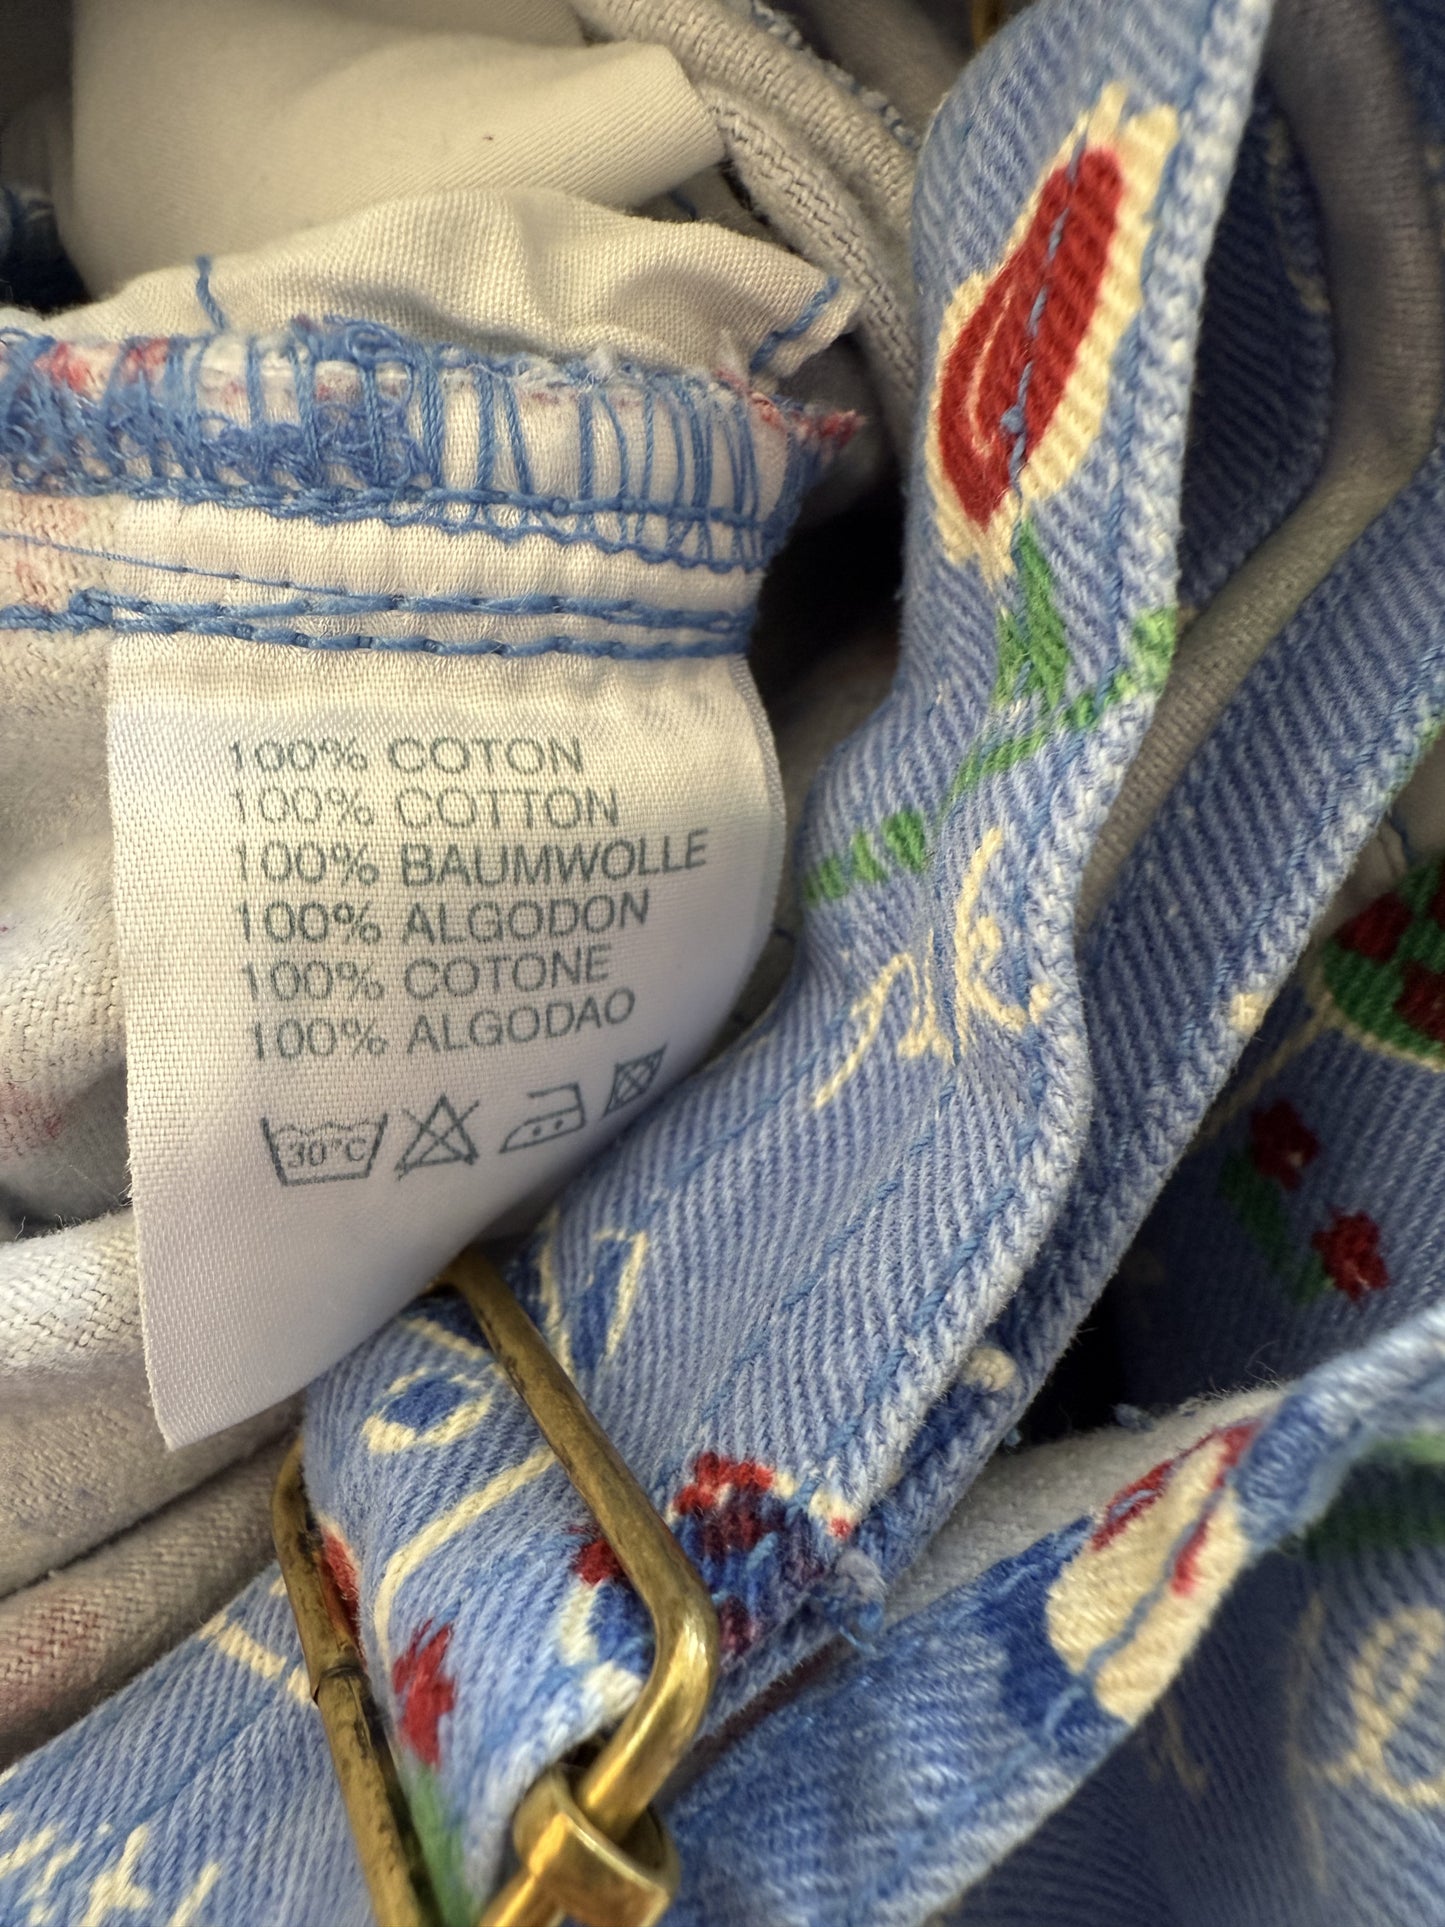 100% COTON
100% COTTON
100% BAUMWOLLE
100% ALGODON
100% COTONE
100% ALGODAO
30°C